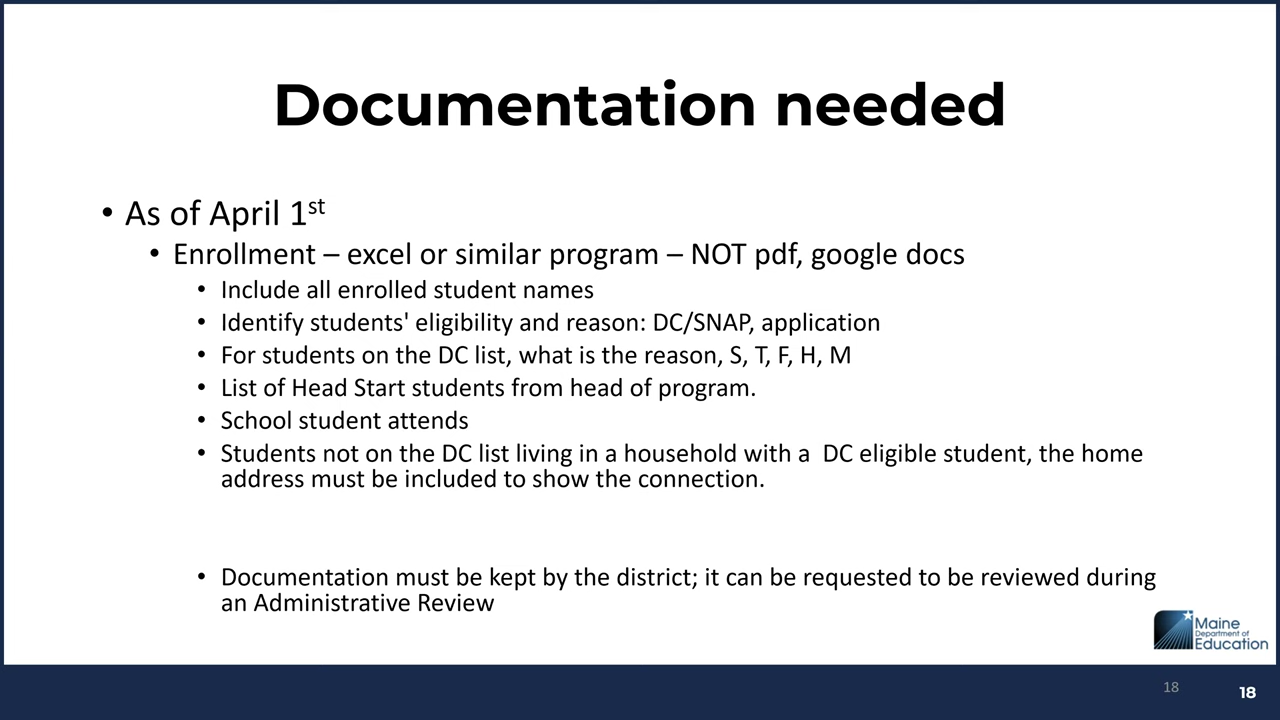 Documentation needed
• As of April 1st
• Enrollment – excel or similar program – NOT pdf, google docs
• Include all enrolled student names
• Identify students' eligibility and reason: DC/SNAP, application
• For students on the DC list, what is the reason, S, T, F, H, M
• List of Head Start students from head of program.
• School student attends
• Students not on the DC list living in a household with a  DC eligible student, the home
address must be included to show the connection.
• Documentation must be kept by the district; it can be requested to be reviewed during
an Administrative Review
Maine
Department of
Education
18
18